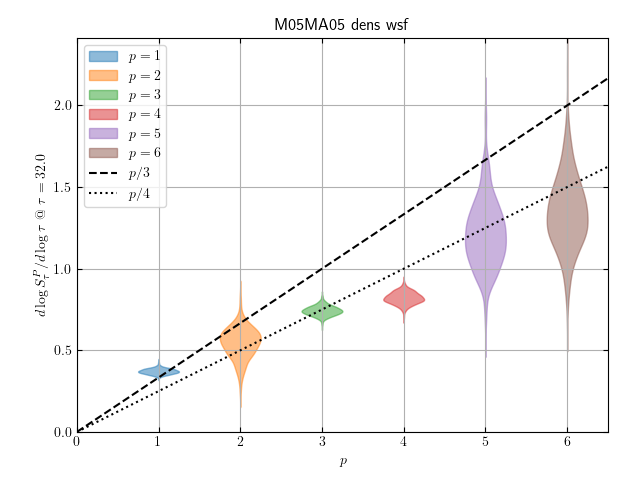 M05MA05 dens wsf
p = 1
p = 2
p = 3
p = 4
p = 5
p = 6
p/3
p/4
d log S_τ^P / d log τ @ τ = 32.0
2.0
1.5
1.0
0.5
0.0
0 1 2 3 4 5 6
p